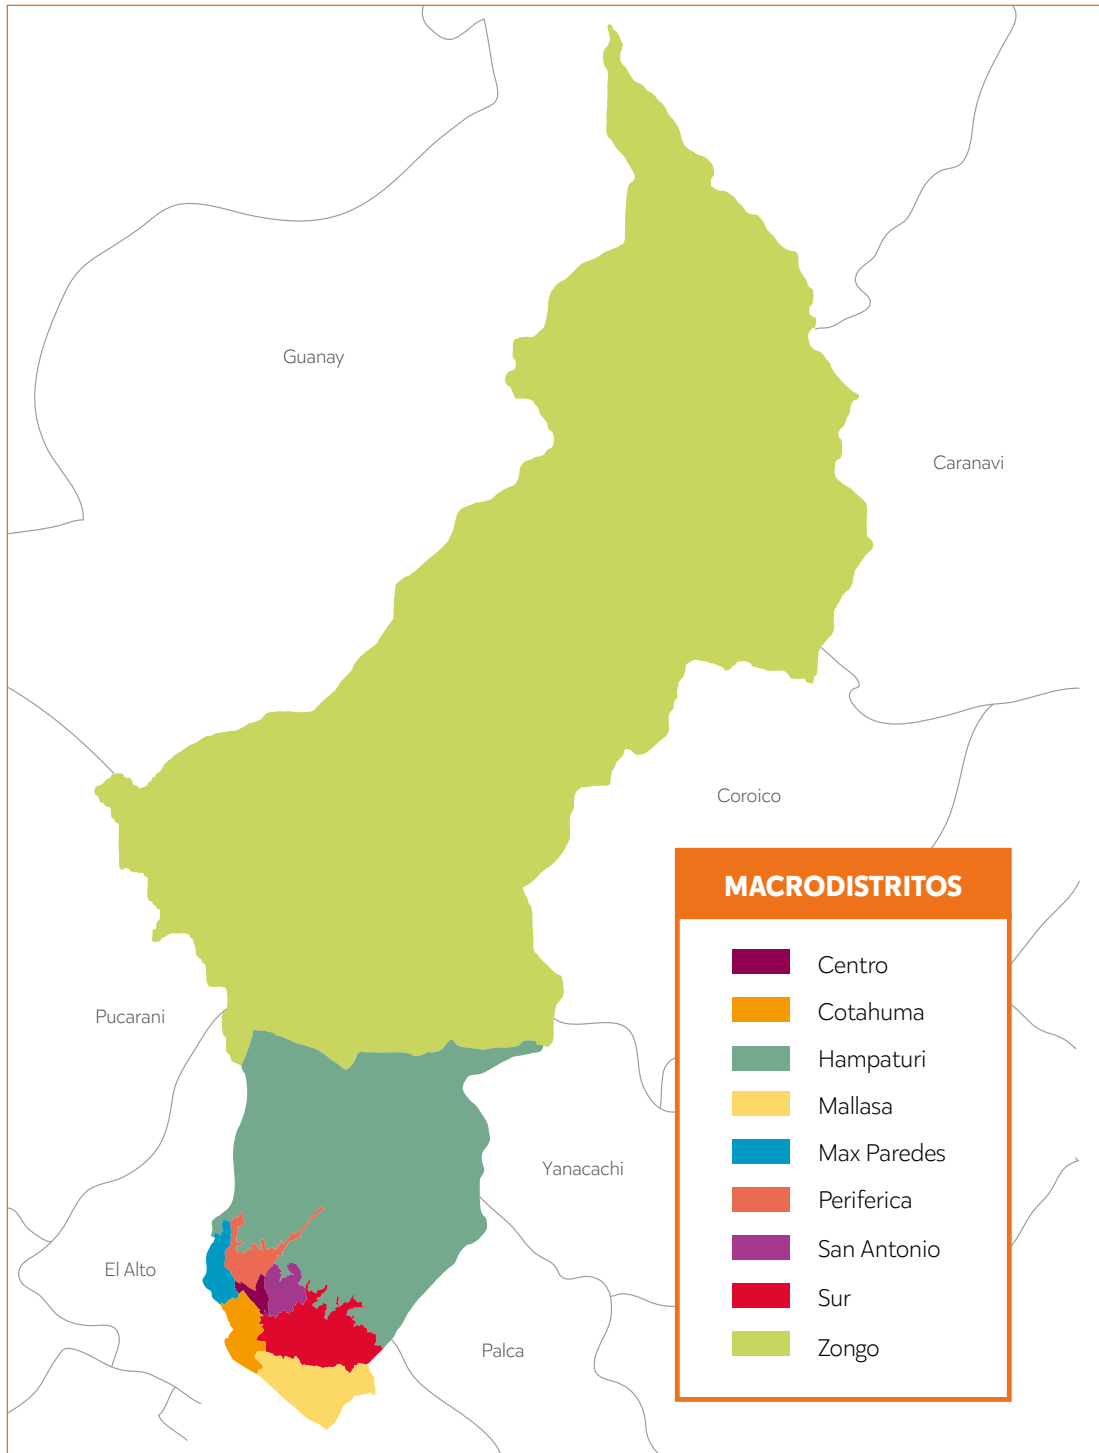 Guanay
Caranavi
Coroico
MACRODISTRITOS
Centro
Cotahuma
Hampaturi
Mallasa
Max Paredes
Periferica
San Antonio
Sur
Zongo
Pucarani
Yanacachi
El Alto
Palca